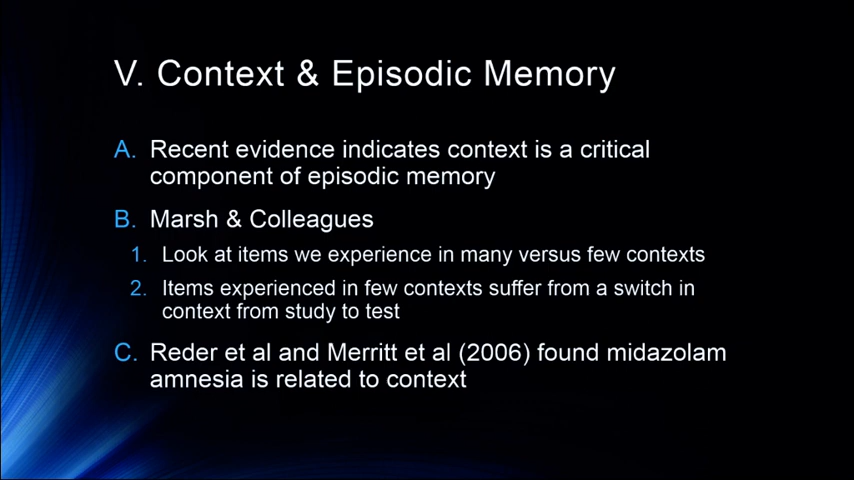 V. Context & Episodic Memory
A. Recent evidence indicates context is a critical
component of episodic memory
B. Marsh & Colleagues
1. Look at items we experience in many versus few contexts
2. Items experienced in few contexts suffer from a switch in
context from study to test
C. Reder et al and Merritt et al (2006) found midazolam
amnesia is related to context